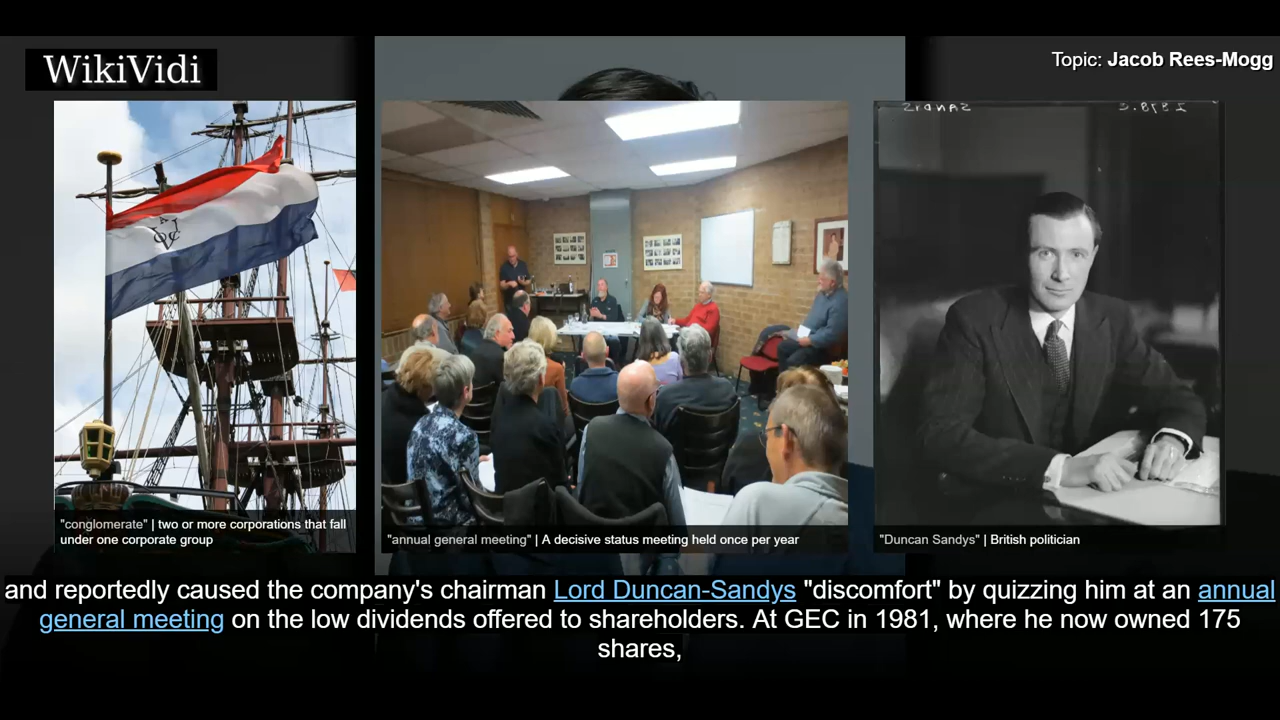 WikiVidi
Topic: Jacob Rees-Mogg
"conglomerate" | two or more corporations that fall
under one corporate group
"annual general meeting" | A decisive status meeting held once per year
"Duncan Sandys" | British politician
and reportedly caused the company's chairman Lord Duncan-Sandys "discomfort" by quizzing him at an annual
general meeting on the low dividends offered to shareholders. At GEC in 1981, where he now owned 175
shares,